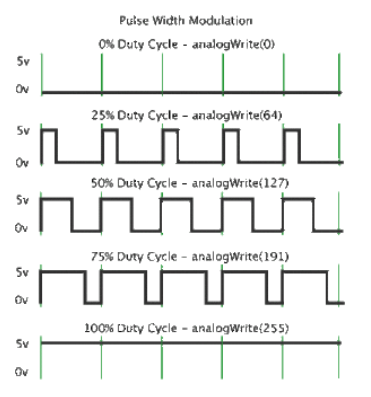 Pulse Width Modulation
0% Duty Cycle – analogWrite(0)
5v
0v
25% Duty Cycle – analogWrite(64)
5v
0v
50% Duty Cycle – analogWrite(127)
5v
0v
75% Duty Cycle – analogWrite(191)
5v
0v
100% Duty Cycle – analogWrite(255)
5v
0v